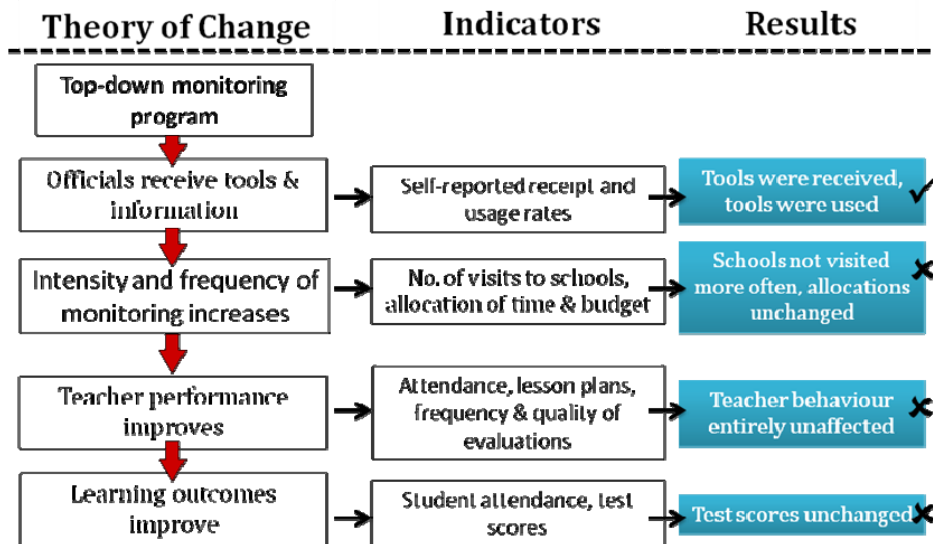 Theory of Change
Indicators
Results
Top-down monitoring
program
Officials receive tools &
information
Self-reported receipt and
usage rates
Tools were received,
tools were used
Intensity and frequency of
monitoring increases
No. of visits to schools,
allocation of time & budget
Schools not visited
more often, allocations
unchanged
Teacher performance
improves
Attendance, lesson plans,
frequency & quality of
evaluations
Teacher behaviour
entirely unaffected
Learning outcomes
improve
Student attendance, test
scores
Test scores unchanged